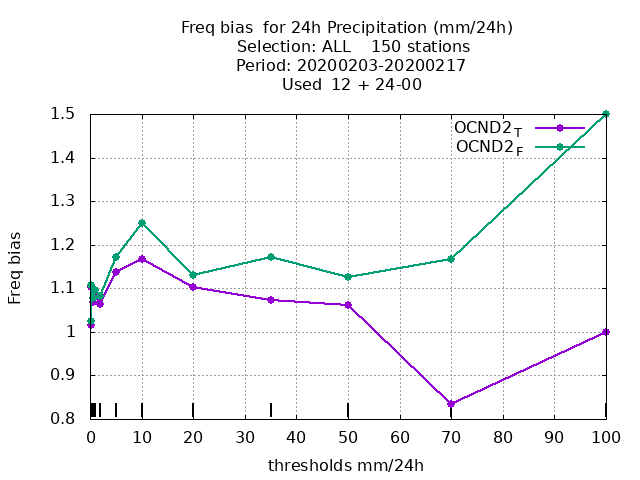 Freq bias  for 24h Precipitation (mm/24h)
Selection: ALL    150 stations
Period: 20200203-20200217
Used  12 + 24-00
OCND2T
OCND2F
1.5
1.4
1.3
1.2
1.1
1
0.9
0.8
Freq bias
0 10 20 30 40 50 60 70 80 90 100
thresholds mm/24h